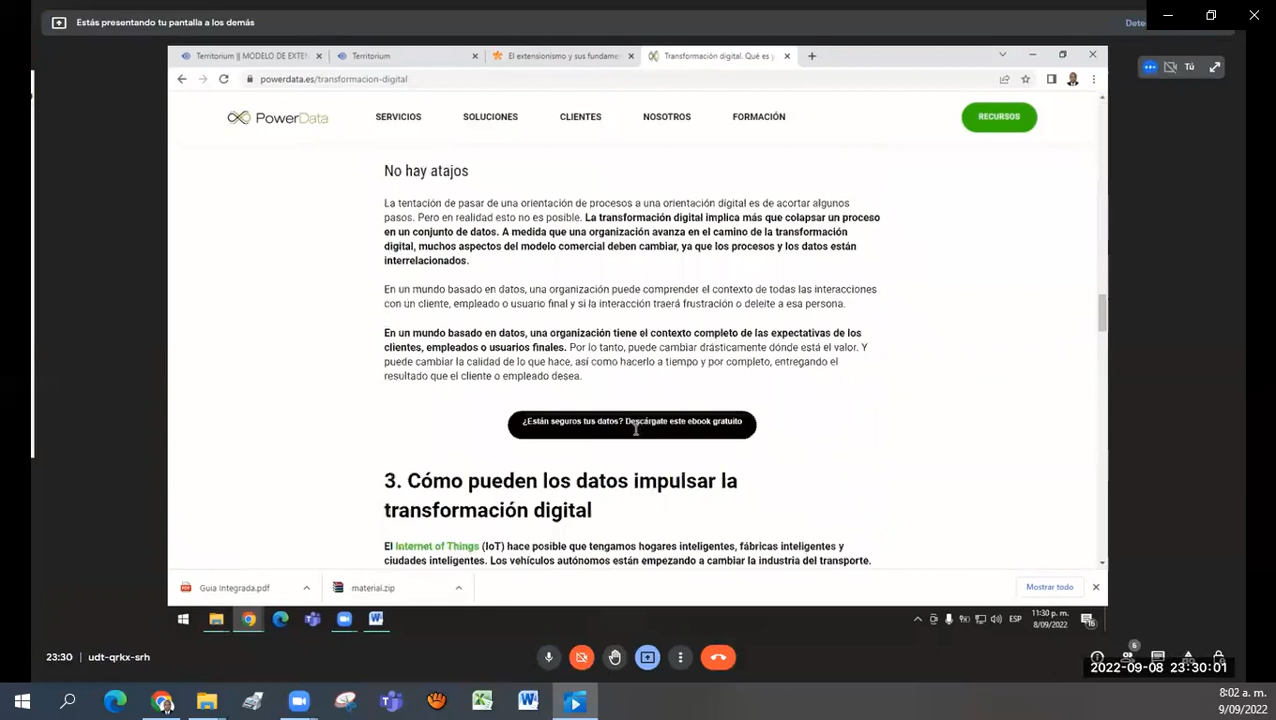 Estás presentando tu pantalla a los demás
Territorium || MODELO DE EXTEN
Territorium
El extensionismo y sus fundame
Transformación digital. Qué es y
powerdata.es/transformacion-digital
Tú
PowerData
SERVICIOS
SOLUCIONES
CLIENTES
NOSOTROS
FORMACIÓN
RECURSOS
No hay atajos
La tentación de pasar de una orientación de procesos a una orientación digital es de acortar algunos
pasos. Pero en realidad esto no es posible. La transformación digital implica más que colapsar un proceso
en un conjunto de datos. A medida que una organización avanza en el camino de la transformación
digital, muchos aspectos del modelo comercial deben cambiar, ya que los procesos y los datos están
interrelacionados.
En un mundo basado en datos, una organización puede comprender el contexto de todas las interacciones
con un cliente, empleado o usuario final y si la interacción traerá frustración o deleite a esa persona.
En un mundo basado en datos, una organización tiene el contexto completo de las expectativas de los
clientes, empleados o usuarios finales. Por lo tanto, puede cambiar drásticamente dónde está el valor. Y
puede cambiar la calidad de lo que hace, así como hacerlo a tiempo y por completo, entregando el
resultado que el cliente o empleado desea.
¿Están seguros tus datos? Descárgate este ebook gratuito
3. Cómo pueden los datos impulsar la
transformación digital
El Internet of Things (IoT) hace posible que tengamos hogares inteligentes, fábricas inteligentes y
ciudades inteligentes. Los vehículos autónomos están empezando a cambiar la industria del transporte.
Guia Integrada.pdf
material.zip
Mostrar todo
ESP
11:30 p. m.
8/09/2022
23:30
udt-qrkx-srh
2022-09-08 23:30:01
8:02 a. m.
9/09/2022